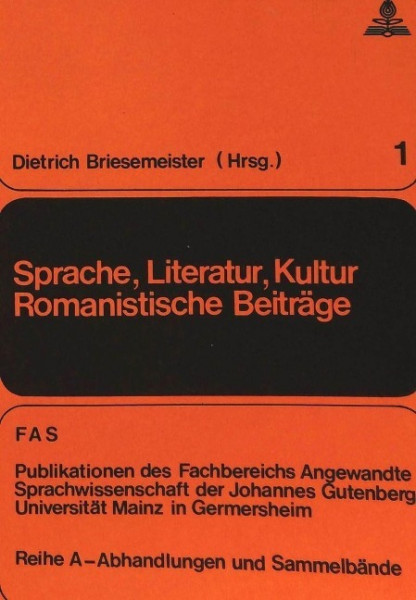 Dietrich Briesemeister (Hrsg.)
1
Sprache, Literatur, Kultur
Romanistische Beiträge
FAS
Publikationen des Fachbereichs Angewandte
Sprachwissenschaft der Johannes Gutenberg
Universität Mainz in Germersheim
Reihe A–Abhandlungen und Sammelbände